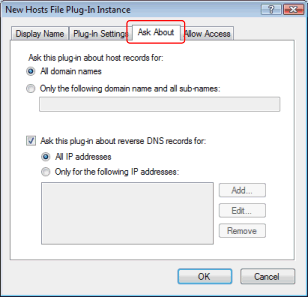 New Hosts File Plug-In Instance
Display Name Plug-In Settings Ask About Allow Access
Ask this plug-in about host records for:
All domain names
Only the following domain name and all sub-names:
Ask this plug-in about reverse DNS records for:
All IP addresses
Only for the following IP addresses:
Add...
Edit...
Remove
OK Cancel